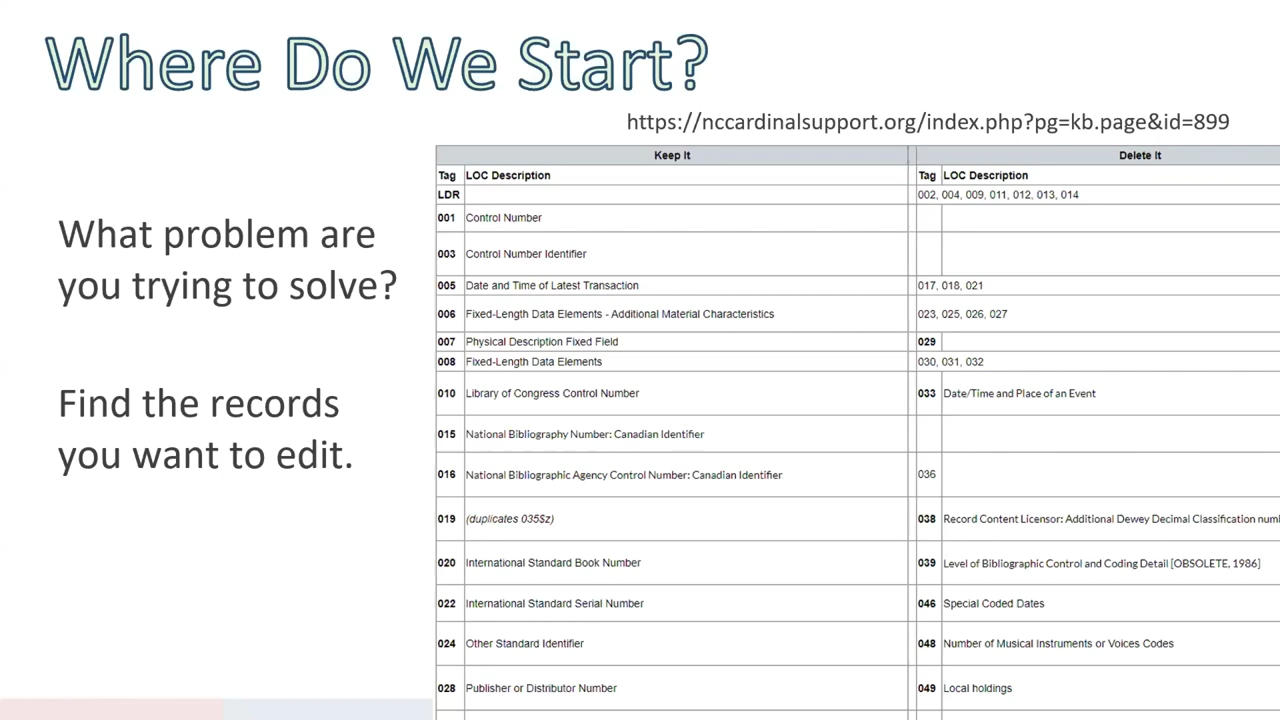 Where Do We Start?
https://nccardinalsupport.org/index.php?pg=kb.page&id=899
What problem are
you trying to solve?
Find the records
you want to edit.
Keep It Delete It
Tag LOC Description Tag LOC Description
LDR 002, 004, 009, 011, 012, 013, 014
001 Control Number
003 Control Number Identifier
005 Date and Time of Latest Transaction 017, 018, 021
006 Fixed-Length Data Elements - Additional Material Characteristics 023, 025, 026, 027
007 Physical Description Fixed Field 029
008 Fixed-Length Data Elements 030, 031, 032
010 Library of Congress Control Number 033 Date/Time and Place of an Event
015 National Bibliography Number: Canadian Identifier
016 National Bibliographic Agency Control Number: Canadian Identifier 036
019 (duplicates 035$z) 038 Record Content Licensor: Additional Dewey Decimal Classification
020 International Standard Book Number 039 Level of Bibliographic Control and Coding Detail [OBSOLETE, 1986]
022 International Standard Serial Number 046 Special Coded Dates
024 Other Standard Identifier 048 Number of Musical Instruments or Voices Codes
028 Publisher or Distributor Number 049 Local holdings